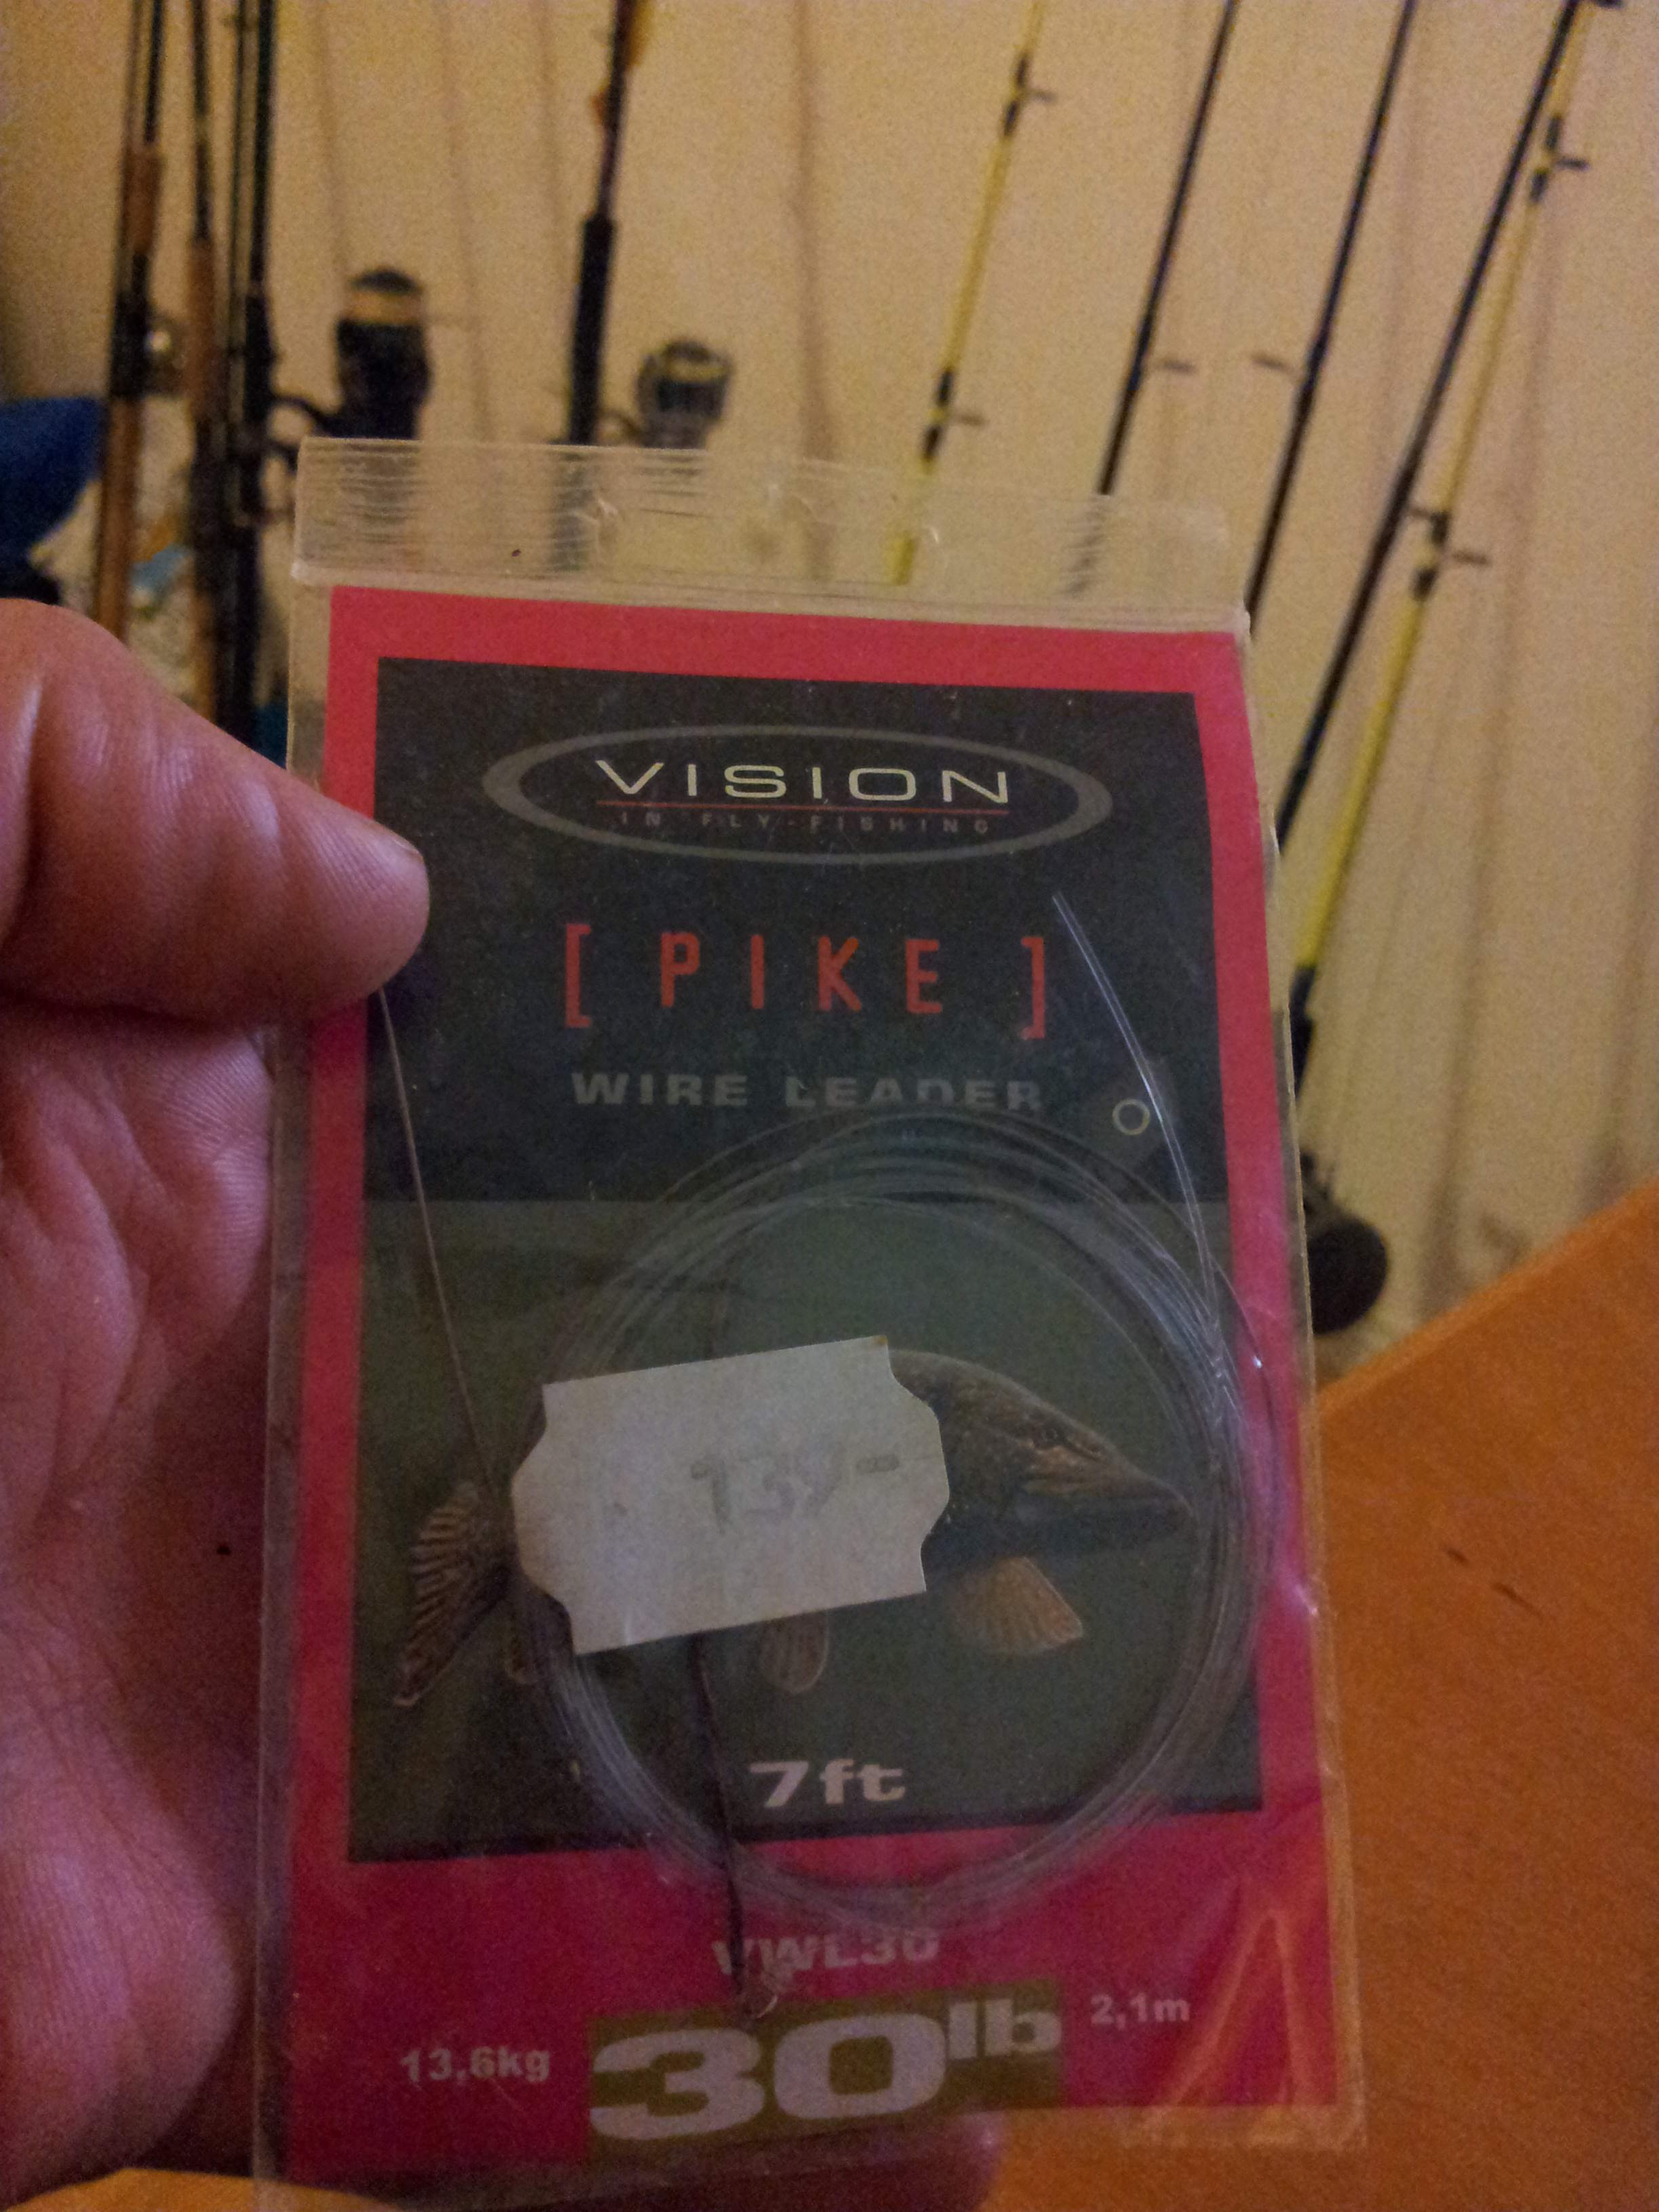 VISION
IN FLY-FISHING
[ PIKE ]
WIRE LEADER
139-
7ft
VWL30
13,6kg
30lb
2,1m